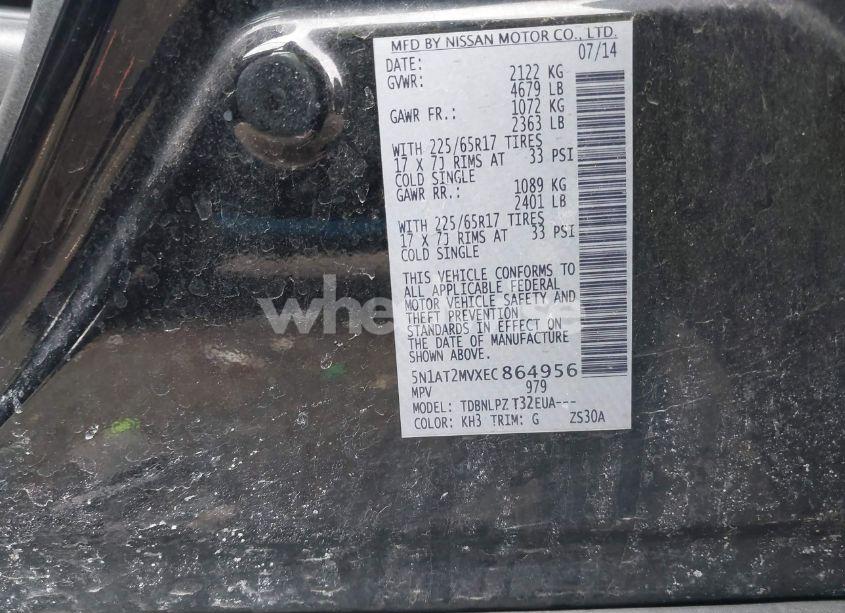 MFD BY NISSAN MOTOR CO., LTD.
DATE: 07/14
GVWR: 2122 KG
4679 LB
GAWR FR.: 1072 KG
2363 LB
WITH 225/65R17 TIRES
17 X 7J RIMS AT 33 PSI
COLD SINGLE
GAWR RR.: 1089 KG
2401 LB
WITH 225/65R17 TIRES
17 X 7J RIMS AT 33 PSI
COLD SINGLE
THIS VEHICLE CONFORMS TO
ALL APPLICABLE FEDERAL
MOTOR VEHICLE SAFETY AND
THEFT PREVENTION
STANDARDS IN EFFECT ON
THE DATE OF MANUFACTURE
SHOWN ABOVE.
5N1AT2MVXEC864956
MPV 979
MODEL: TDBNLPZ T32EUA---
COLOR: KH3 TRIM: G ZS30A